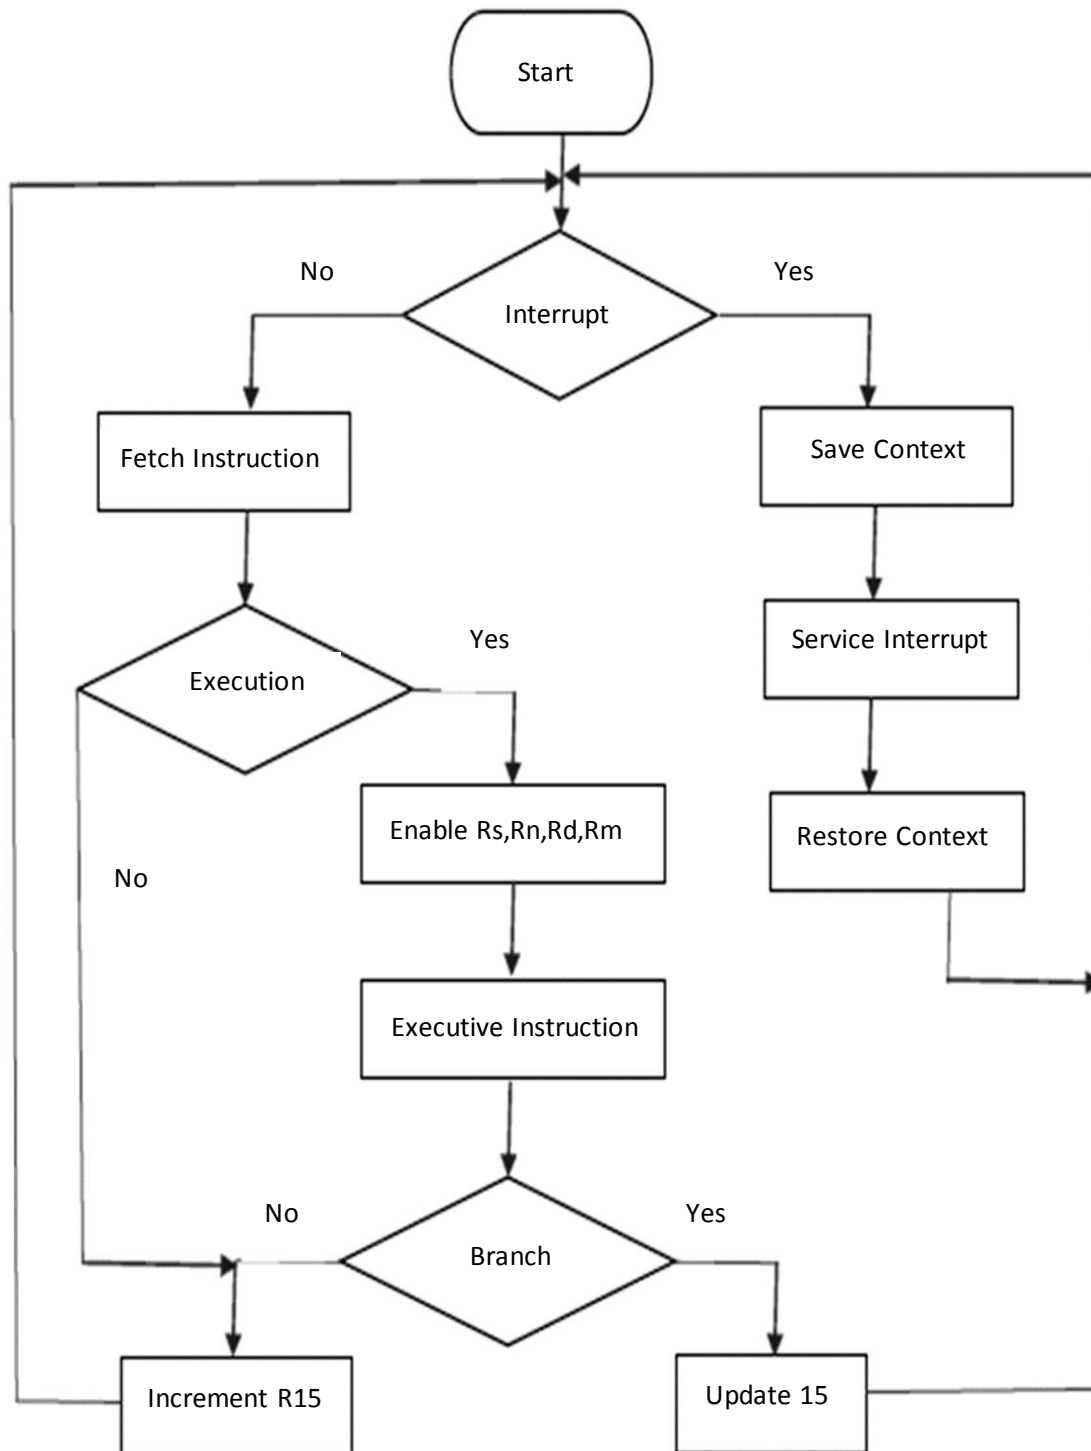 Start
No
Yes
Interrupt
Fetch Instruction
Save Context
Execution
Yes
Service Interrupt
Enable Rs,Rn,Rd,Rm
Restore Context
No
Executive Instruction
No
Yes
Branch
Increment R15
Update 15